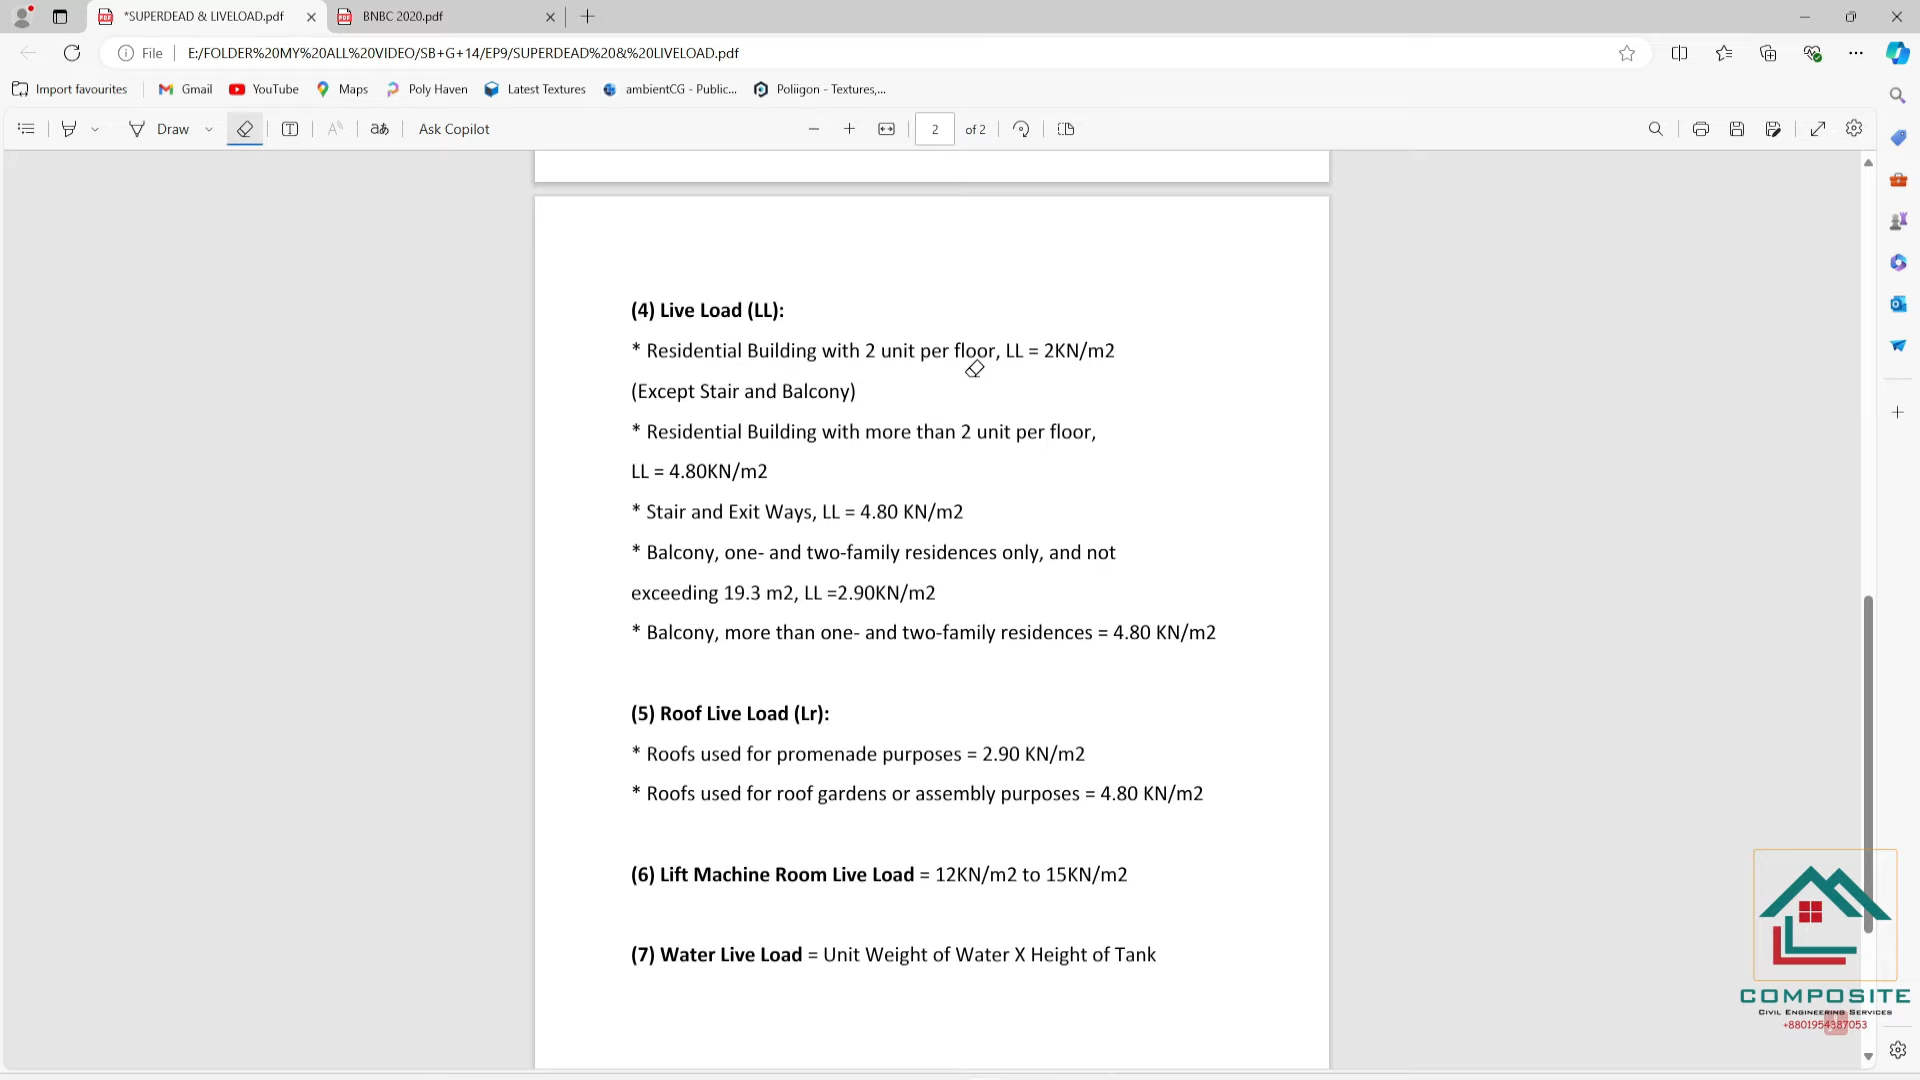 *SUPERDEAD & LIVELOAD.pdf
BNBC 2020.pdf
File
E:/FOLDER%20MY%20ALL%20VIDEO/SB+G+14/EP9/SUPERDEAD%20&%20LIVELOAD.pdf
Import favourites
Gmail
YouTube
Maps
Poly Haven
Latest Textures
ambientCG - Public...
Poliigon - Textures,...
Draw
Ask Copilot
2
of 2
(4) Live Load (LL):
* Residential Building with 2 unit per floor, LL = 2KN/m2
(Except Stair and Balcony)
* Residential Building with more than 2 unit per floor,
LL = 4.80KN/m2
* Stair and Exit Ways, LL = 4.80 KN/m2
* Balcony, one- and two-family residences only, and not
exceeding 19.3 m2, LL =2.90KN/m2
* Balcony, more than one- and two-family residences = 4.80 KN/m2
(5) Roof Live Load (Lr):
* Roofs used for promenade purposes = 2.90 KN/m2
* Roofs used for roof gardens or assembly purposes = 4.80 KN/m2
(6) Lift Machine Room Live Load = 12KN/m2 to 15KN/m2
(7) Water Live Load = Unit Weight of Water X Height of Tank
COMPOSITE
CIVIL ENGINEERING SERVICES
+8801954387053